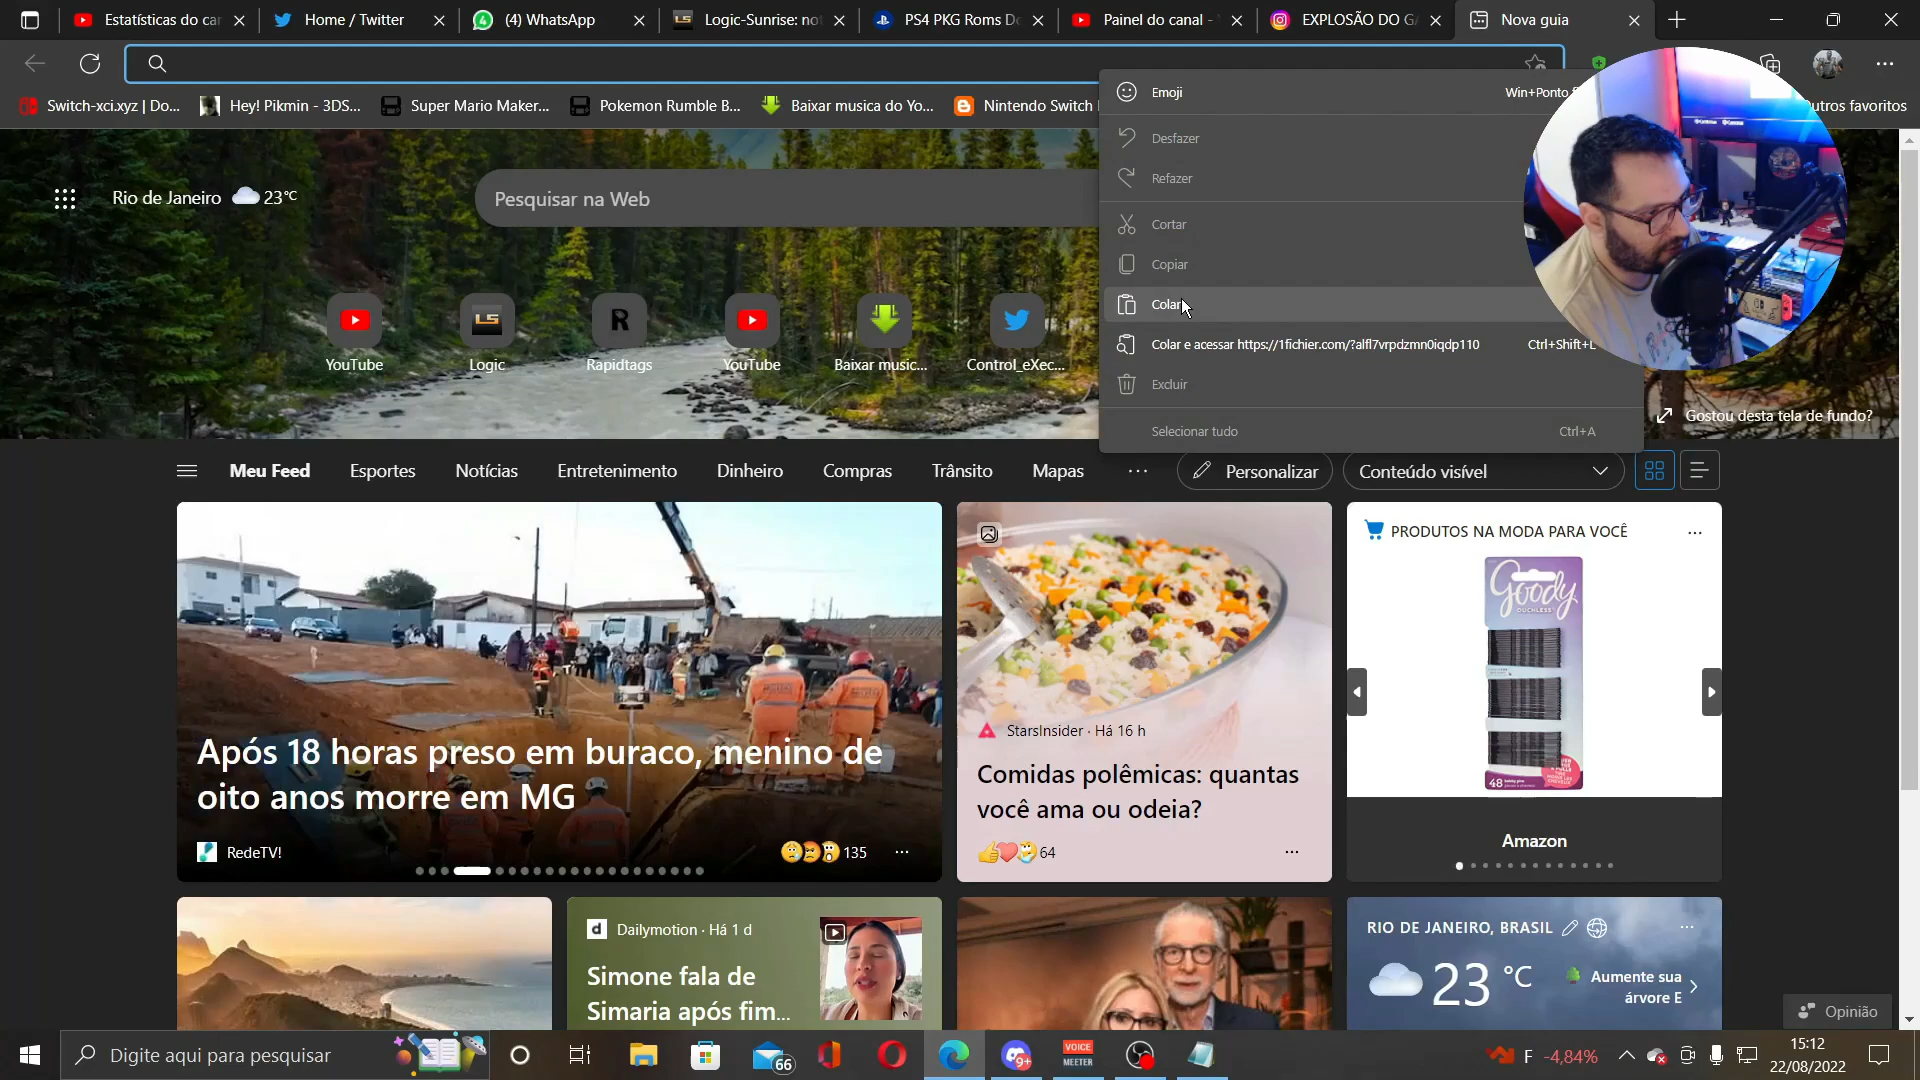 Estatísticas do ca
Home / Twitter
(4) WhatsApp
Logic-Sunrise: no
PS4 PKG Roms D
Painel do canal -
EXPLOSÃO DO G
Nova guia
Switch-xci.xyz | Do...
Hey! Pikmin - 3DS...
Super Mario Maker...
Pokemon Rumble B...
Baixar musica do Yo...
Nintendo Switch
utros favoritos
Emoji
Win+Ponto
Desfazer
Refazer
Cortar
Copiar
Colar
Colar e acessar https://1fichier.com/?alfl7vrpdzmn0iqdp110
Ctrl+Shift+L
Excluir
Selecionar tudo
Ctrl+A
Rio de Janeiro
23°C
Pesquisar na Web
LS
R
YouTube
Logic
Rapidtags
YouTube
Baixar music...
Control_eXec...
Gostou desta tela de fundo?
Meu Feed
Esportes
Notícias
Entretenimento
Dinheiro
Compras
Trânsito
Mapas
Personalizar
Conteúdo visível
Após 18 horas preso em buraco, menino de
oito anos morre em MG
RedeTV!
135
StarsInsider · Há 16 h
Comidas polêmicas: quantas
você ama ou odeia?
64
PRODUTOS NA MODA PARA VOCÊ
Goody
OUCHLESS
48
Amazon
d
Dailymotion · Há 1 d
Simone fala de
Simaria após fim...
RIO DE JANEIRO, BRASIL
23 °C
Aumente sua
árvore E
Opinião
Digite aqui para pesquisar
66
9+
VOICE
MEETER
F -4,84%
15:12
22/08/2022